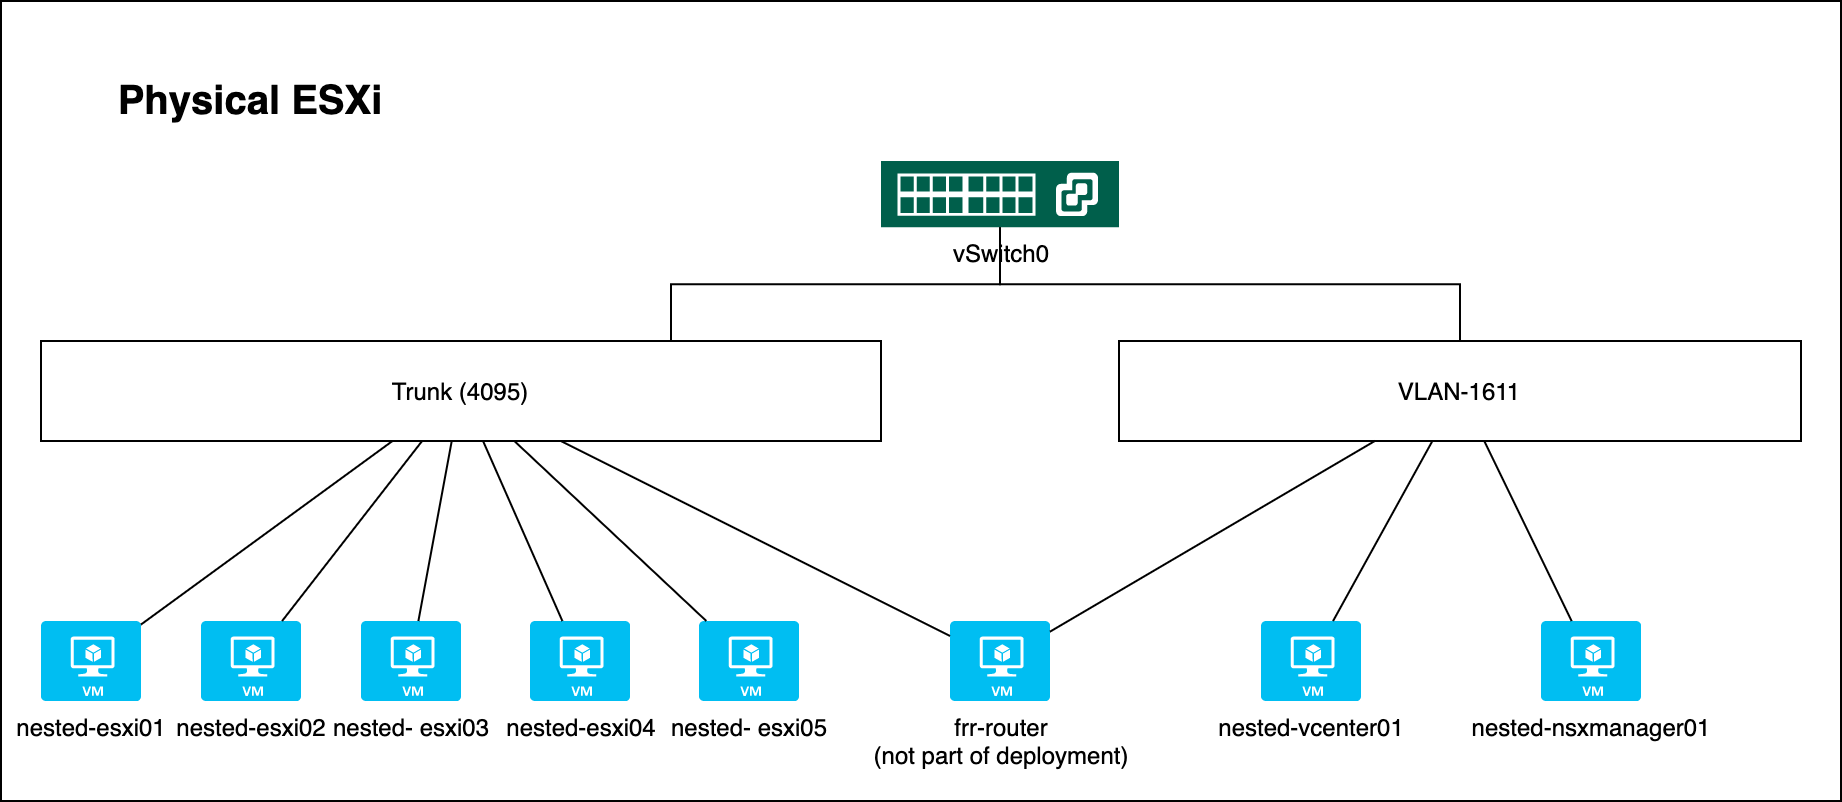 Physical ESXi
vSwitch0
Trunk (4095)
VLAN-1611
VM
VM
VM
VM
VM
VM
VM
VM
nested-esxi01
nested-esxi02
nested- esxi03
nested-esxi04
nested- esxi05
frr-router
(not part of deployment)
nested-vcenter01
nested-nsxmanager01